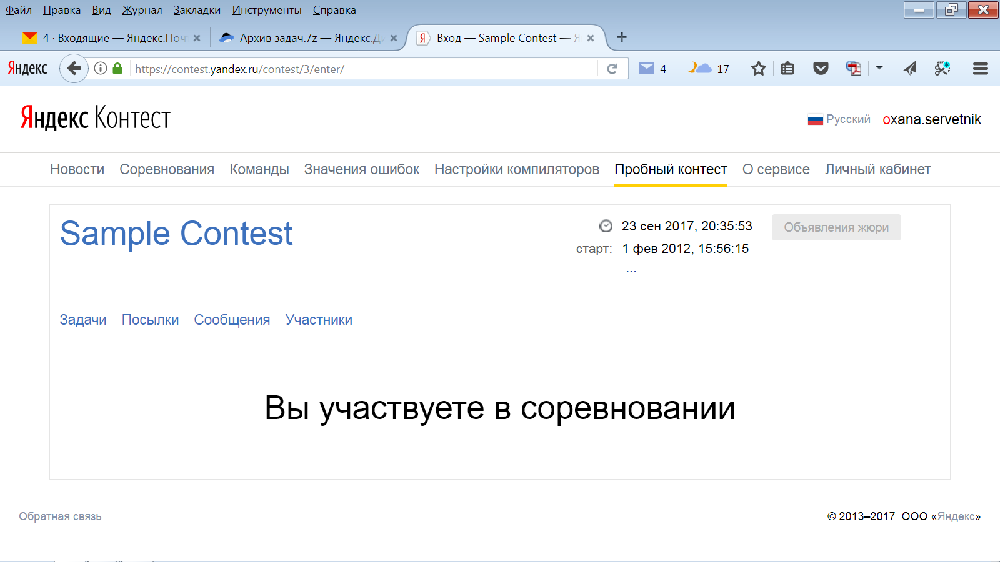 Файл Правка Вид Журнал Закладки Инструменты Справка
4 · Входящие — Яндекс.Поч Архив задач.7z — Яндекс.Ди Вход — Sample Contest — Я
Яндекс https://contest.yandex.ru/contest/3/enter/ 4 17
Яндекс Контест
Русский oxana.servetnik
Новости Соревнования Команды Значения ошибок Настройки компиляторов Пробный контест О сервисе Личный кабинет
Sample Contest
23 сен 2017, 20:35:53 Объявления жюри
старт: 1 фев 2012, 15:56:15
...
Задачи Посылки Сообщения Участники
Вы участвуете в соревновании
Обратная связь © 2013–2017 ООО «Яндекс»